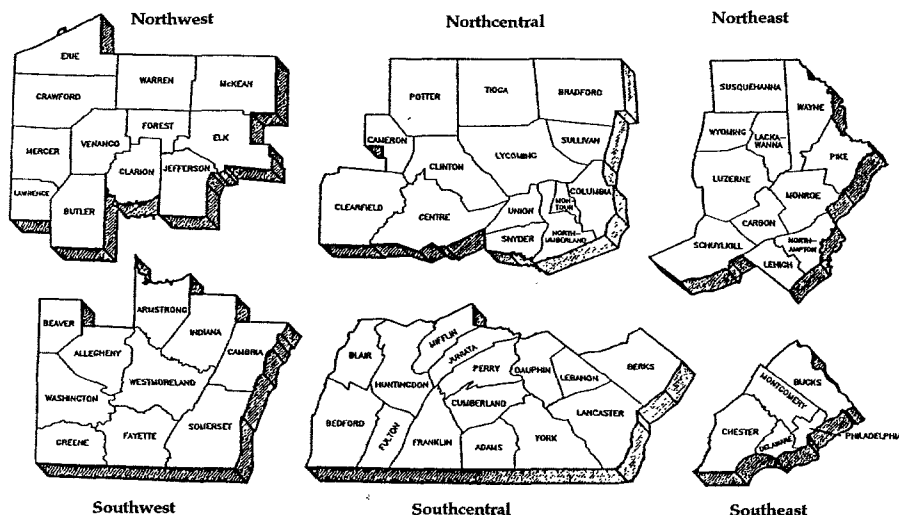 Northwest
ERIE
CRAWFORD
WARREN
McKEAN
MERCER
VENANGO
FOREST
ELK
CLARION
JEFFERSON
LAWRENCE
BUTLER
Northcentral
POTTER
TIOGA
BRADFORD
CAMERON
CLINTON
LYCOMING
SULLIVAN
CLEARFIELD
CENTRE
UNION
MON-
TOUR
COLUMBIA
SNYDER
NORTH-
UMBERLAND
Northeast
SUSQUEHANNA
WAYNE
WYOMING
LACKA-
WANNA
PIKE
LUZERNE
MONROE
CARBON
SCHUYLKILL
NORTH-
AMPTON
LEHIGH
BEAVER
ARMSTRONG
INDIANA
ALLEGHENY
CAMBRIA
WESTMORELAND
WASHINGTON
GREENE
FAYETTE
SOMERSET
Southwest
BLAIR
MIFFLIN
JUNIATA
HUNTINGDON
PERRY
DAUPHIN
LEBANON
BERKS
BEDFORD
FULTON
CUMBERLAND
LANCASTER
FRANKLIN
ADAMS
YORK
Southcentral
BUCKS
MONTGOMERY
CHESTER
DELAWARE
PHILADELPHIA
Southeast